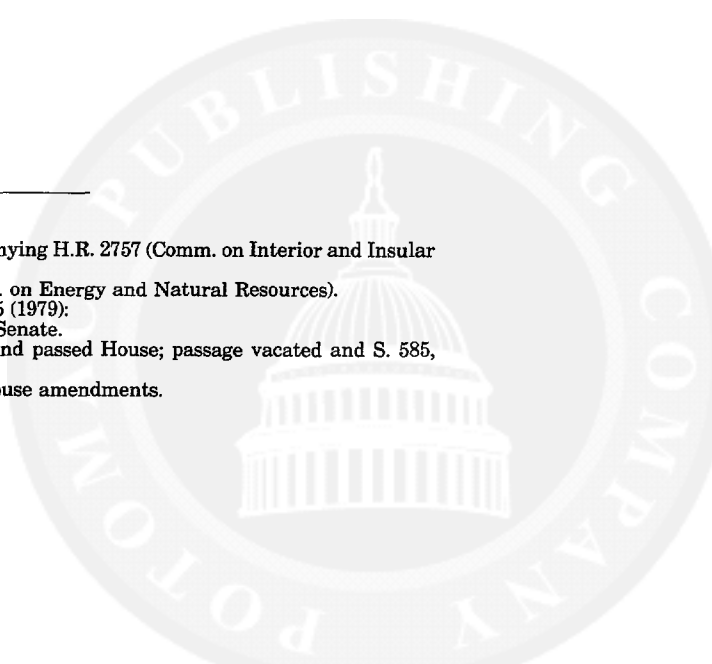 nying H.R. 2757 (Comm. on Interior and Insular
. on Energy and Natural Resources).
5 (1979):
Senate.
nd passed House; passage vacated and S. 585,
use amendments.
POTOMAC PUBLISHING COMPANY